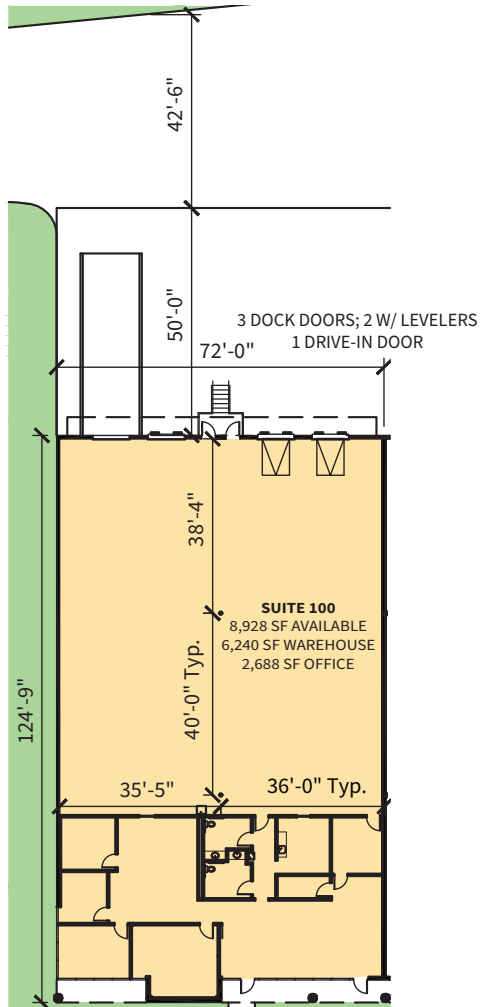 42'-6"
50'-0"
3 DOCK DOORS; 2 W/ LEVELERS
1 DRIVE-IN DOOR
72'-0"
38'-4"
SUITE 100
8,928 SF AVAILABLE
6,240 SF WAREHOUSE
2,688 SF OFFICE
40'-0" Typ.
124'-9"
35'-5"
36'-0" Typ.